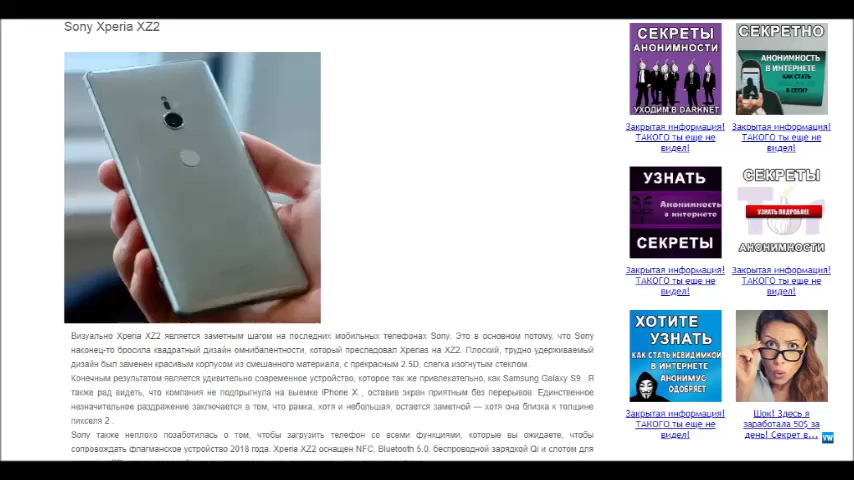 Sony Xperia XZ2
Визуально Xperia XZ2 является заметным шагом на последних мобильных телефонах Sony. Это в основном потому, что Sony
наконец-то бросила квадратный дизайн омнибалентности, который преследовал Xperias на XZ2. Плоский, трудно удерживаемый
дизайн был заменен красивым корпусом из смешанного материала, с прекрасным 2.5D, слегка изогнутым стеклом.
Конечным результатом является удивительно современное устройство, которое так же привлекательно, как Samsung Galaxy S9 . Я
также рад видеть, что компания не подпрыгнула на выемке iPhone X , оставив экран приятным без перерывов. Единственное
незначительное раздражение заключается в том, что рамка, хотя и небольшая, остается заметной — хотя она близка к толщине
пикселе 2 .
Sony также неплохо позаботилась о том, чтобы загрузить телефон со всеми функциями, которые вы ожидаете, чтобы
сопровождать флагманское устройство 2018 года. Xperia XZ2 оснащен NFC, Bluetooth 5.0, беспроводной зарядкой Qi и слотом для
СЕКРЕТЫ
АНОНИМНОСТИ
УХОДИМ В DARKNET
Закрытая информация!
ТАКОГО ты еще не
видел!
СЕКРЕТНО
АНОНИМНОСТЬ
В ИНТЕРНЕТЕ
КАК СТАТЬ
В СЕТИ?
Закрытая информация!
ТАКОГО ты еще не
видел!
УЗНАТЬ
Анонимность
в интернете
СЕКРЕТЫ
Закрытая информация!
ТАКОГО ты еще не
видел!
СЕКРЕТЫ
Tor
УЗНАТЬ ПОДРОБНЕЕ
АНОНИМНОСТИ
Закрытая информация!
ТАКОГО ты еще не
видел!
ХОТИТЕ
УЗНАТЬ
КАК СТАТЬ НЕВИДИМКОЙ
В ИНТЕРНЕТЕ
АНОНИМУС
ОДОБРЯЕТ
Закрытая информация!
ТАКОГО ты еще не
видел!
Шок! Здесь я
заработала 50$ за
день! Секрет в...
VW